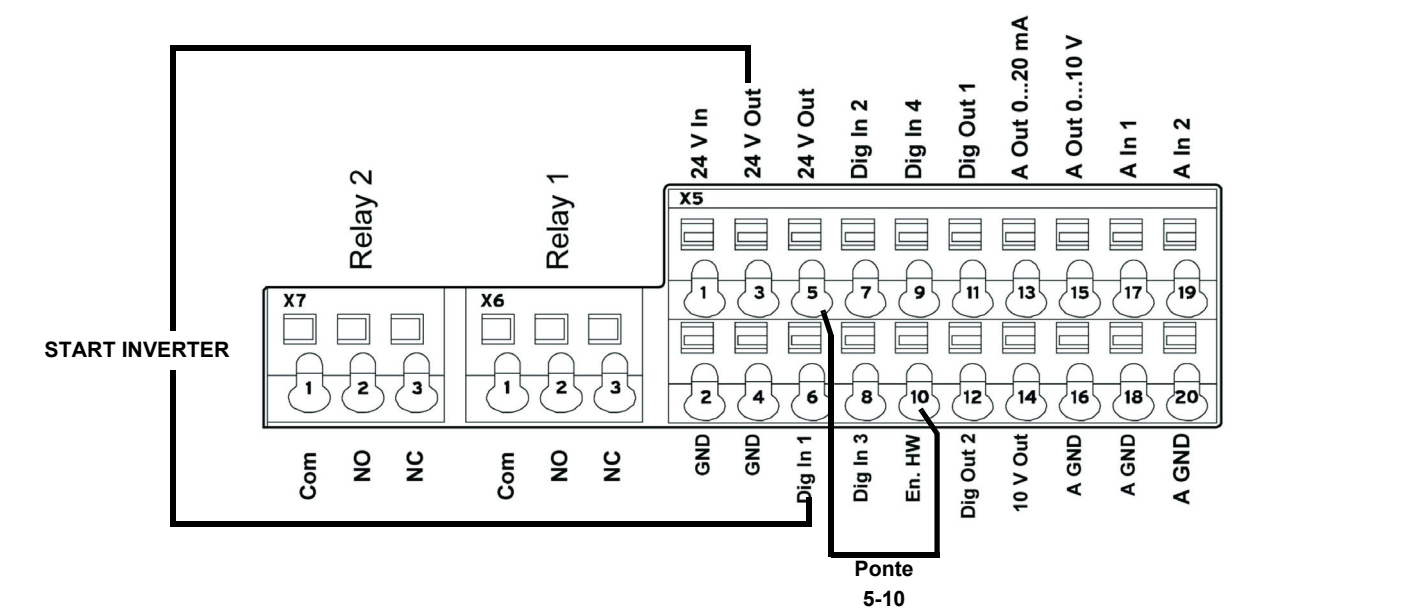 24 V In
24 V Out
24 V Out
Dig In 2
Dig In 4
Dig Out 1
A Out 0...20 mA
A Out 0...10 V
A In 1
A In 2
Relay 2
Relay 1
X5
1
3
5
7
9
11
13
15
17
19
X7
X6
START INVERTER
1
2
3
1
2
3
2
4
6
8
10
12
14
16
18
20
Com
NO
NC
Com
NO
NC
GND
GND
Dig In 1
Dig In 3
En. HW
Dig Out 2
10 V Out
A GND
A GND
A GND
Ponte
5-10